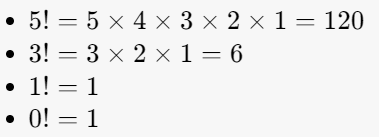 • 5! = 5 × 4 × 3 × 2 × 1 = 120
• 3! = 3 × 2 × 1 = 6
• 1! = 1
• 0! = 1